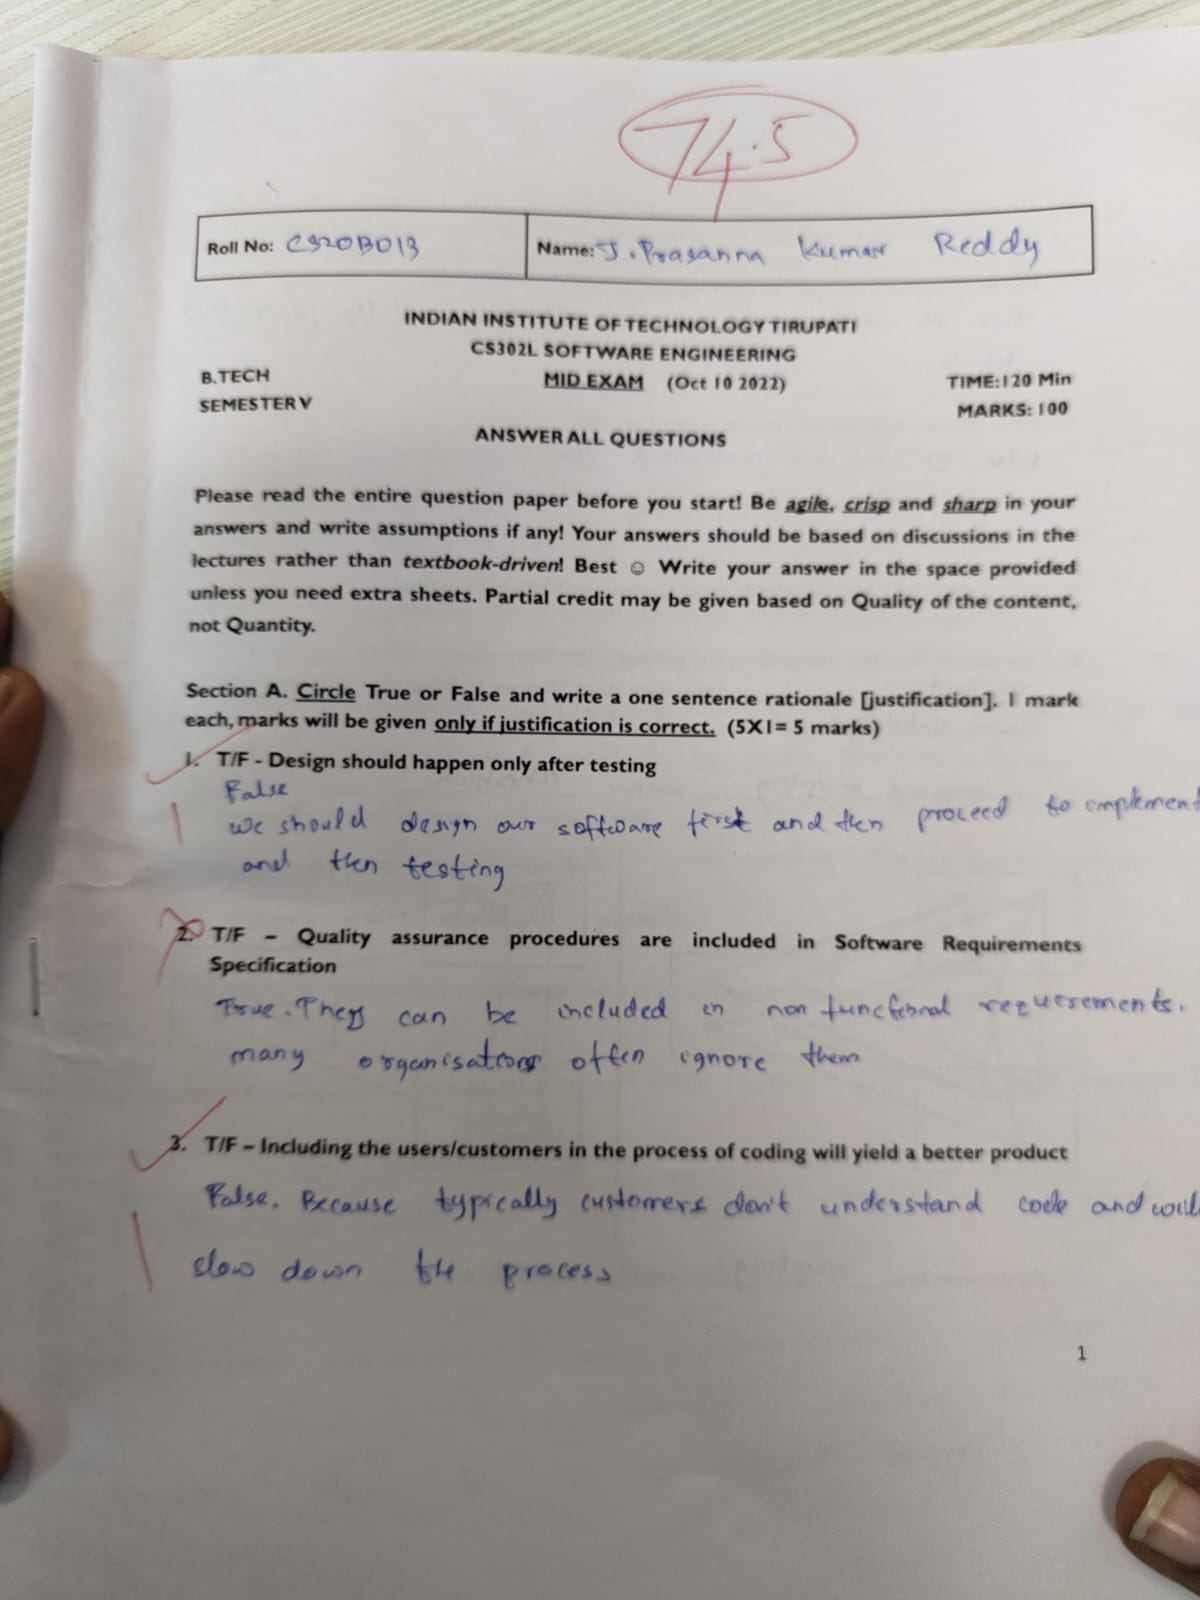 74.5
Roll No: CS20B013 Name: J. Prasanna Kumar Reddy
INDIAN INSTITUTE OF TECHNOLOGY TIRUPATI
CS302L SOFTWARE ENGINEERING
B.TECH MID EXAM (Oct 10 2022) TIME:120 Min
SEMESTER V MARKS: 100
ANSWER ALL QUESTIONS
Please read the entire question paper before you start! Be agile, crisp and sharp in your
answers and write assumptions if any! Your answers should be based on discussions in the
lectures rather than textbook-driven! Best ☺ Write your answer in the space provided
unless you need extra sheets. Partial credit may be given based on Quality of the content,
not Quantity.
Section A. Circle True or False and write a one sentence rationale [justification]. 1 mark
each, marks will be given only if justification is correct. (5X1= 5 marks)
1. T/F - Design should happen only after testing
False
1 we should design our software first and then proceed to implement
and then testing
2. T/F – Quality assurance procedures are included in Software Requirements
Specification
True. They can be included in non functional requirements.
many organisations often ignore them
3. T/F – Including the users/customers in the process of coding will yield a better product
False. Because typically customers don't understand code and will
1 slow down the process
1